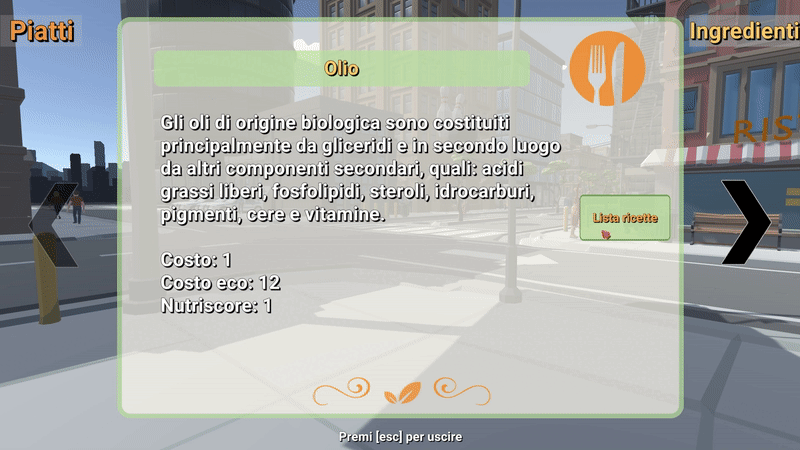 Piatti
Ingredienti
Olio
Gli oli di origine biologica sono costituiti
principalmente da gliceridi e in secondo luogo
da altri componenti secondari, quali: acidi
grassi liberi, fosfolipidi, steroli, idrocarburi,
pigmenti, cere e vitamine.
Costo: 1
Costo eco: 12
Nutriscore: 1
Lista ricette
RIS
Premi [esc] per uscire